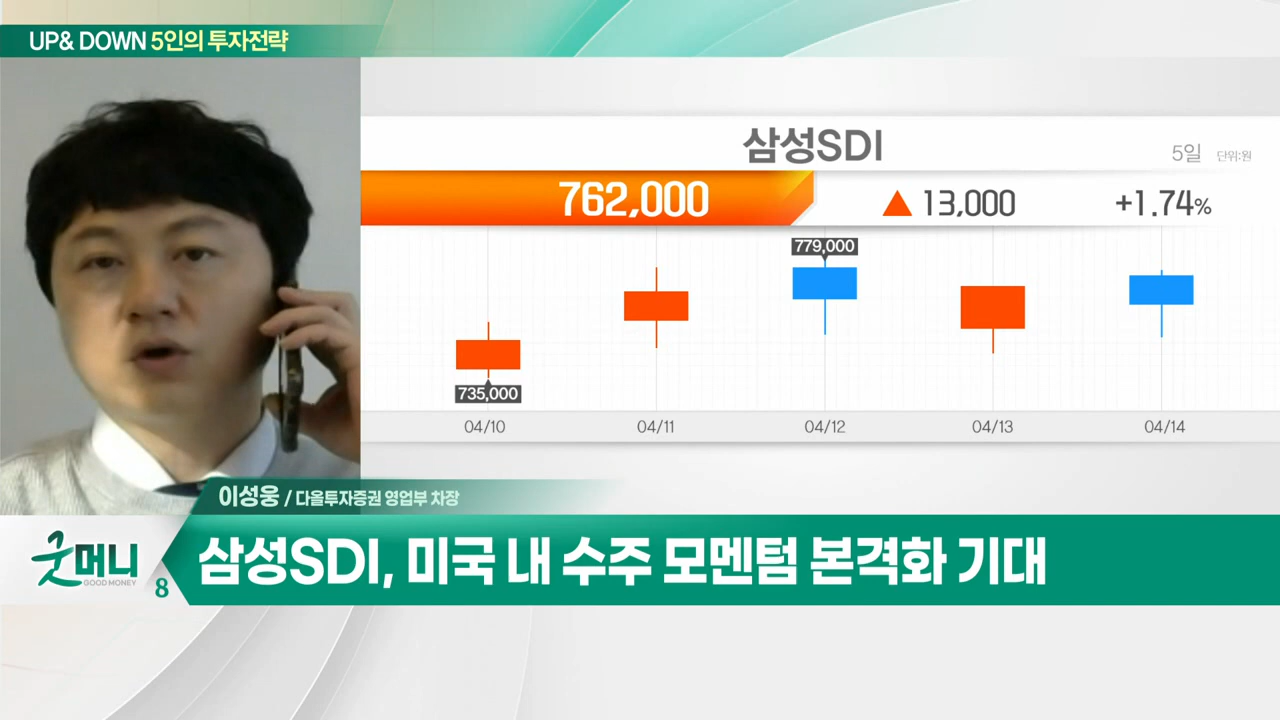 UP& DOWN 5인의 투자전략
삼성SDI
5일 단위:원
762,000 ▲ 13,000 +1.74%
779,000
735,000
04/10 04/11 04/12 04/13 04/14
이성웅 / 다올투자증권 영업부 차장
굿머니
GOOD MONEY
8
삼성SDI, 미국 내 수주 모멘텀 본격화 기대